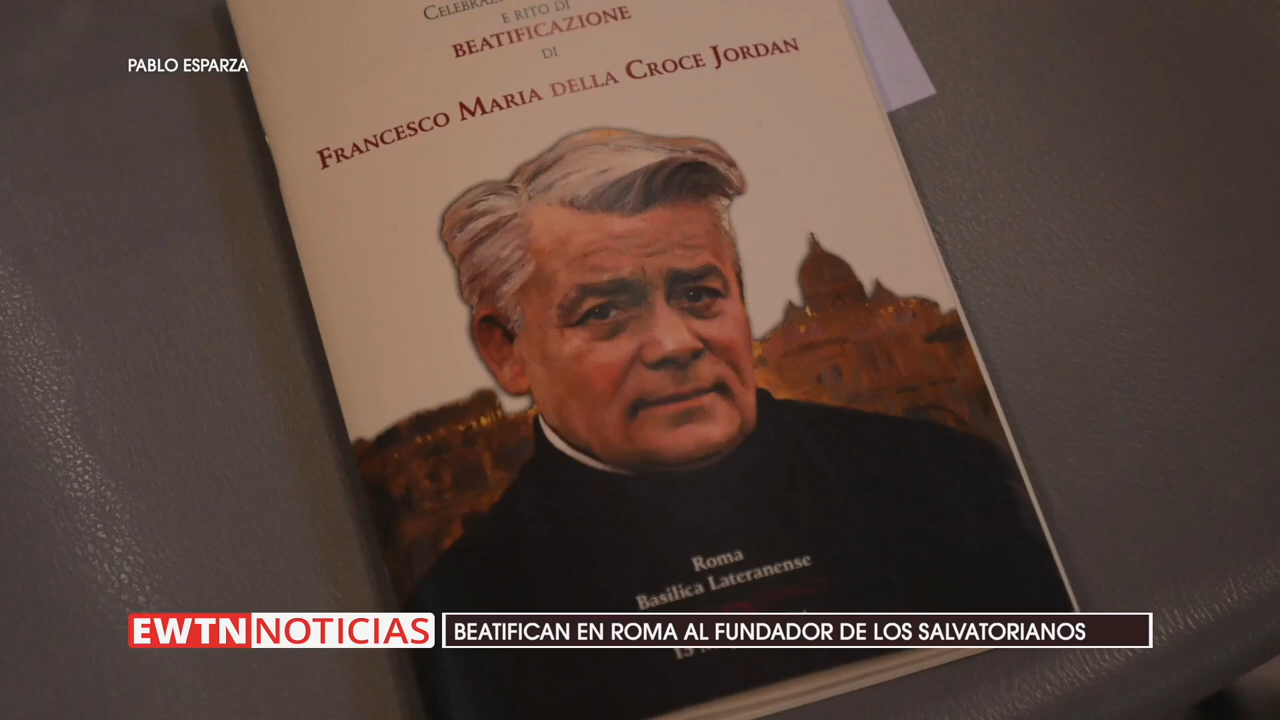 PABLO ESPARZA
E RITO DI
BEATIFICAZIONE
DI
FRANCESCO MARIA DELLA CROCE JORDAN
Roma
Basilica Lateranense
EWTN NOTICIAS
BEATIFICAN EN ROMA AL FUNDADOR DE LOS SALVATORIANOS